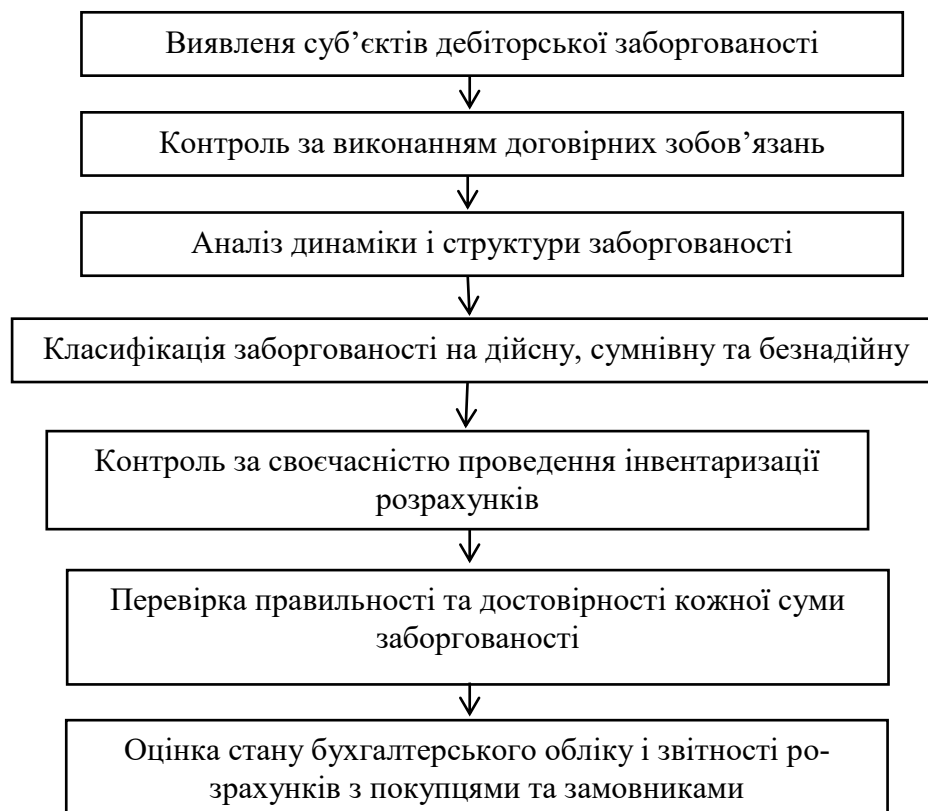 Виявленя суб’єктів дебіторської заборгованості
Контроль за виконанням договірних зобов’язань
Аналіз динаміки і структури заборгованості
Класифікація заборгованості на дійсну, сумнівну та безнадійну
Контроль за своєчасністю проведення інвентаризації
розрахунків
Перевірка правильності та достовірності кожної суми
заборгованості
Оцінка стану бухгалтерського обліку і звітності ро-
зрахунків з покупцями та замовниками